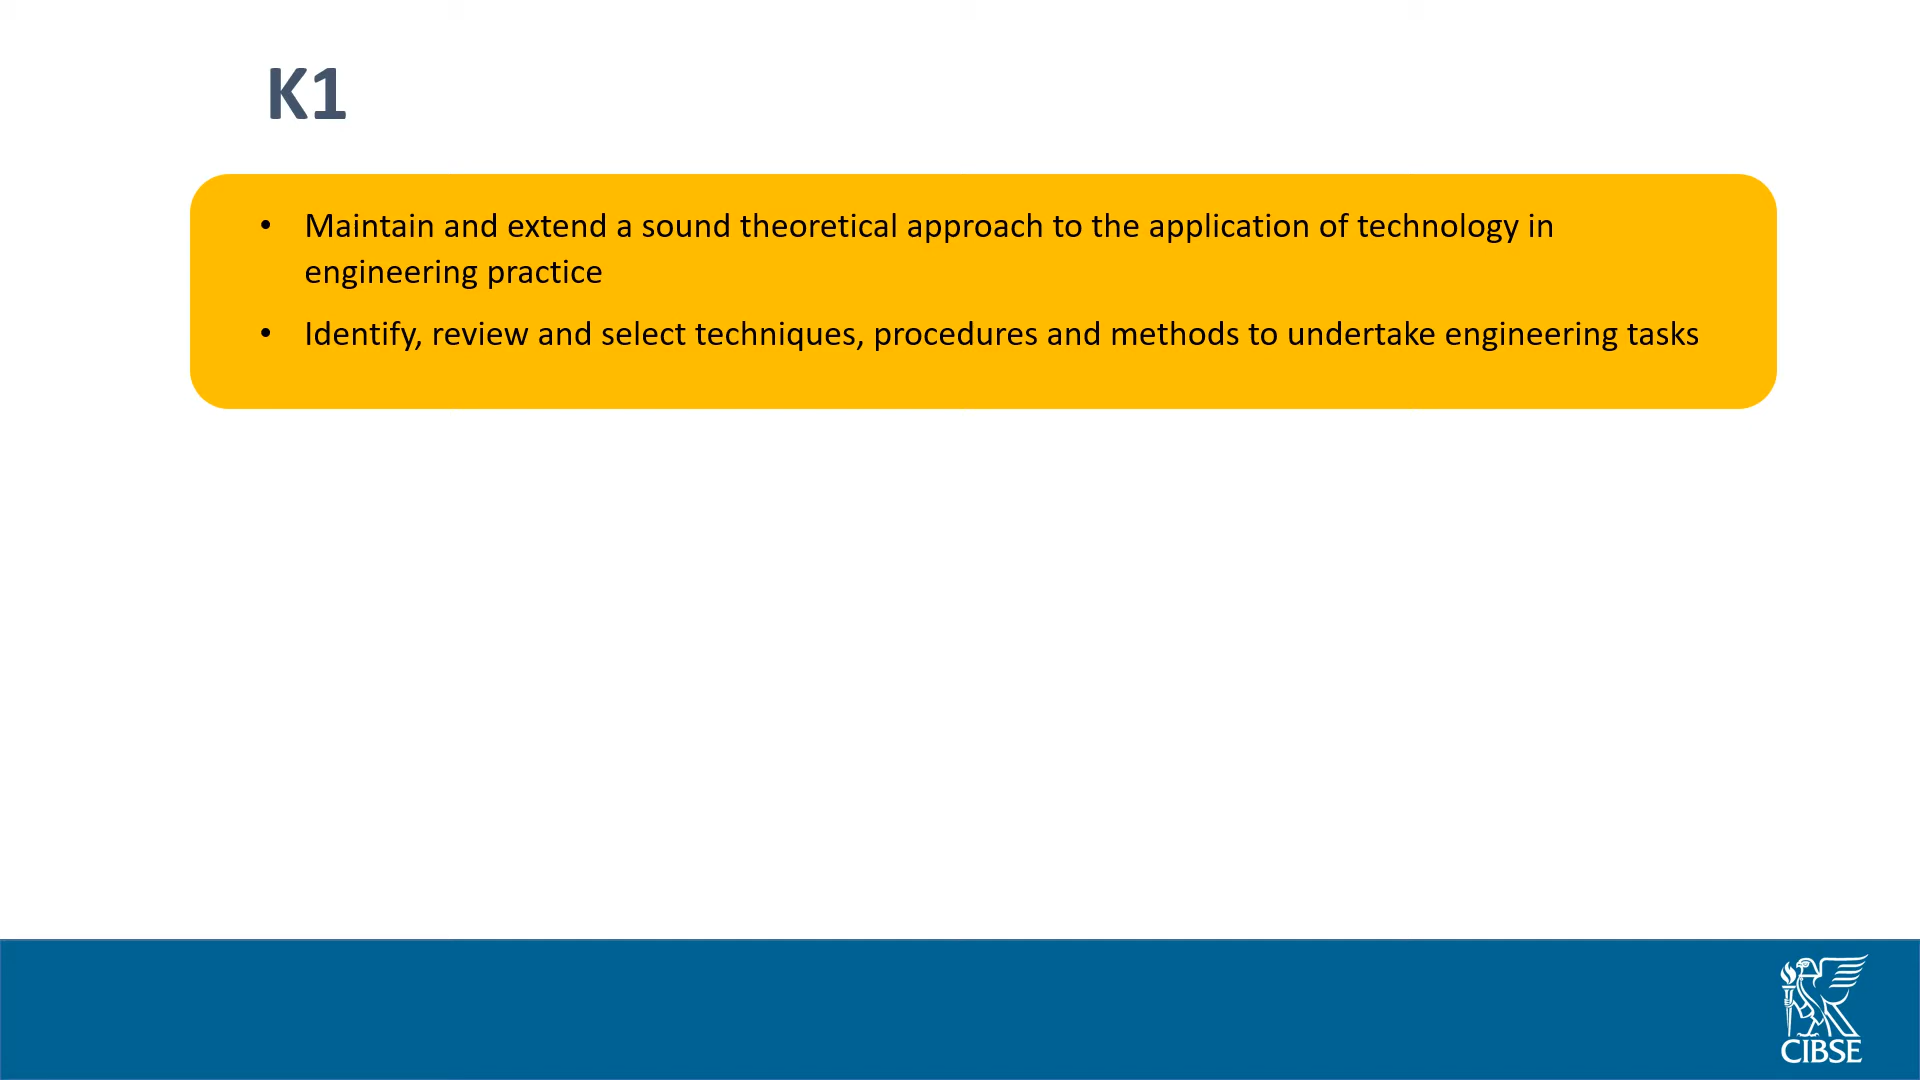 K1
• Maintain and extend a sound theoretical approach to the application of technology in
engineering practice
• Identify, review and select techniques, procedures and methods to undertake engineering tasks
CIBSE